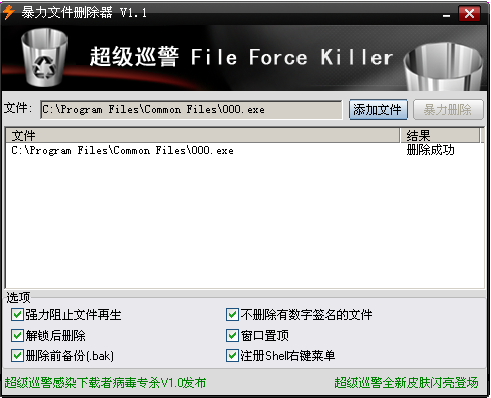 暴力文件删除器 V1.1
超级巡警 File Force Killer
文件: C:\Program Files\Common Files\000.exe 添加文件 暴力删除
文件 结果
C:\Program Files\Common Files\000.exe 删除成功
选项
强力阻止文件再生 不删除有数字签名的文件
解锁后删除 窗口置顶
删除前备份(.bak) 注册Shell右键菜单
超级巡警感染下载者病毒专杀V1.0发布 超级巡警全新皮肤闪亮登场